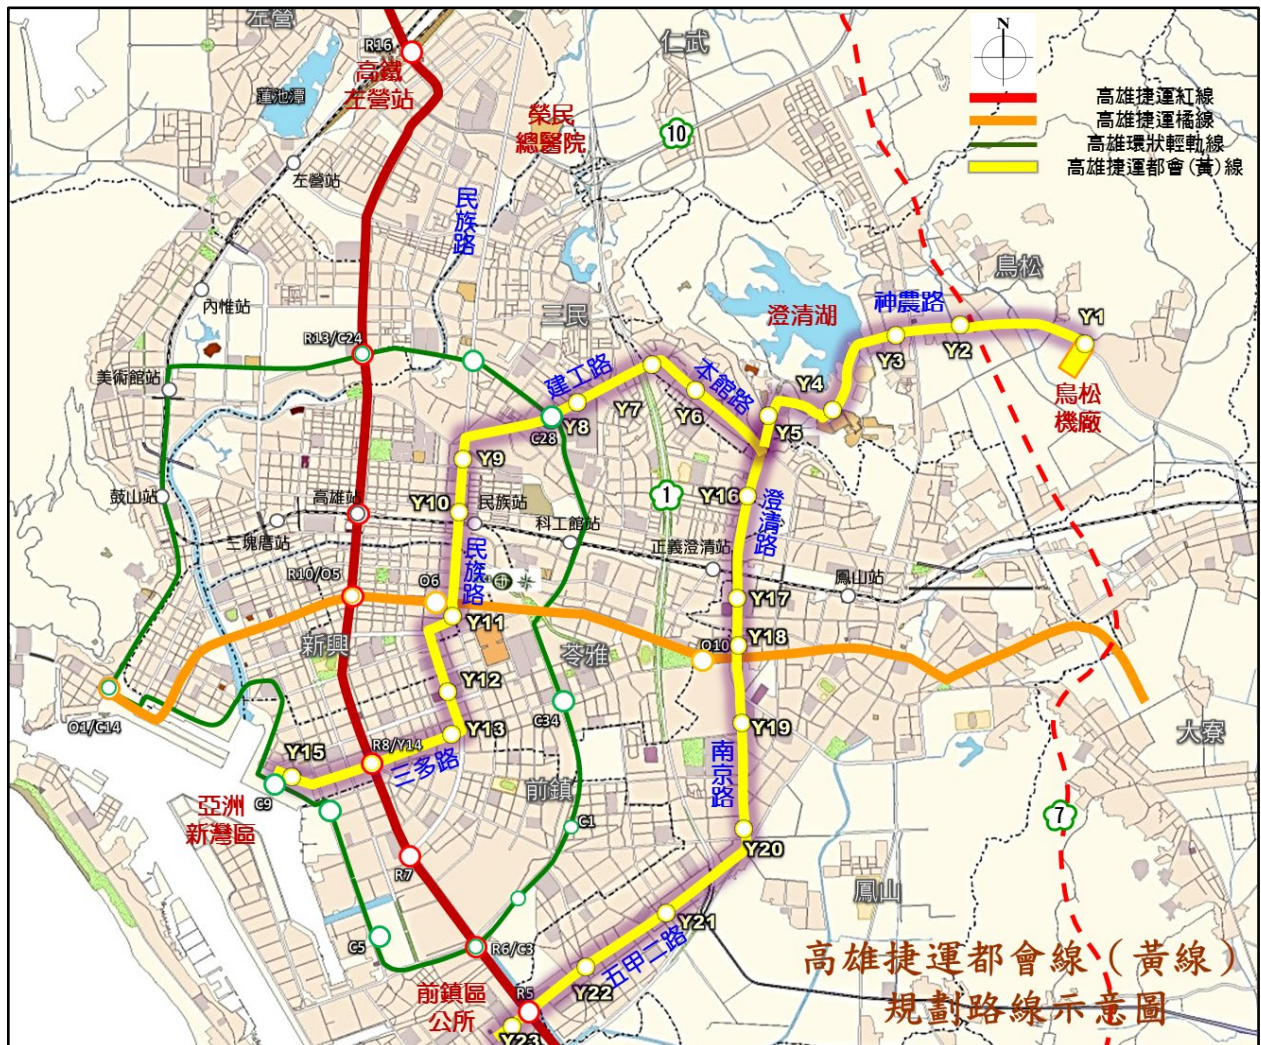 左營
R16
高鐵
左營站
蓮池潭
左營站
榮民
總醫院
仁武
10
N
高雄捷運紅線
高雄捷運橘線
高雄環狀輕軌線
高雄捷運都會(黃)線
民族路
內惟站
三民
澄清湖
神農路
鳥松
Y1
Y2
Y3
鳥松
機廠
R13/C24
美術館站
建工路
本館路
Y4
Y5
Y6
Y7
Y8
C28
Y9
Y10
鼓山站
高雄站
民族站
科工館站
三塊厝站
1
Y16
澄清路
正義澄清站
鳳山站
R10/O5
O6
民族路
Y11
Y17
Y18
O10
新興
苓雅
Y12
Y13
C34
O1/C14
Y15
R8/Y14
三多路
Y19
南京路
大寮
C9
亞洲
新灣區
前鎮
C1
7
R7
Y20
鳳山
C5
R6/C3
Y21
五甲二路
Y22
前鎮區
公所
R5
Y23
高雄捷運都會線（黃線）
規劃路線示意圖